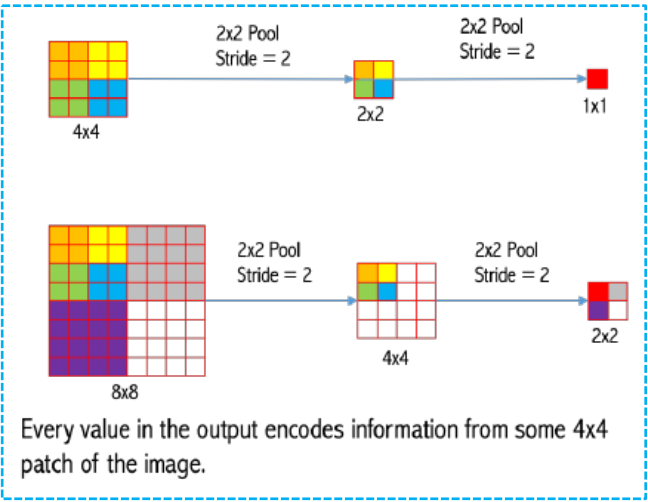 2x2 Pool
Stride = 2
2x2 Pool
Stride = 2
4x4
2x2
1x1
2x2 Pool
Stride = 2
2x2 Pool
Stride = 2
8x8
4x4
2x2
Every value in the output encodes information from some 4x4
patch of the image.